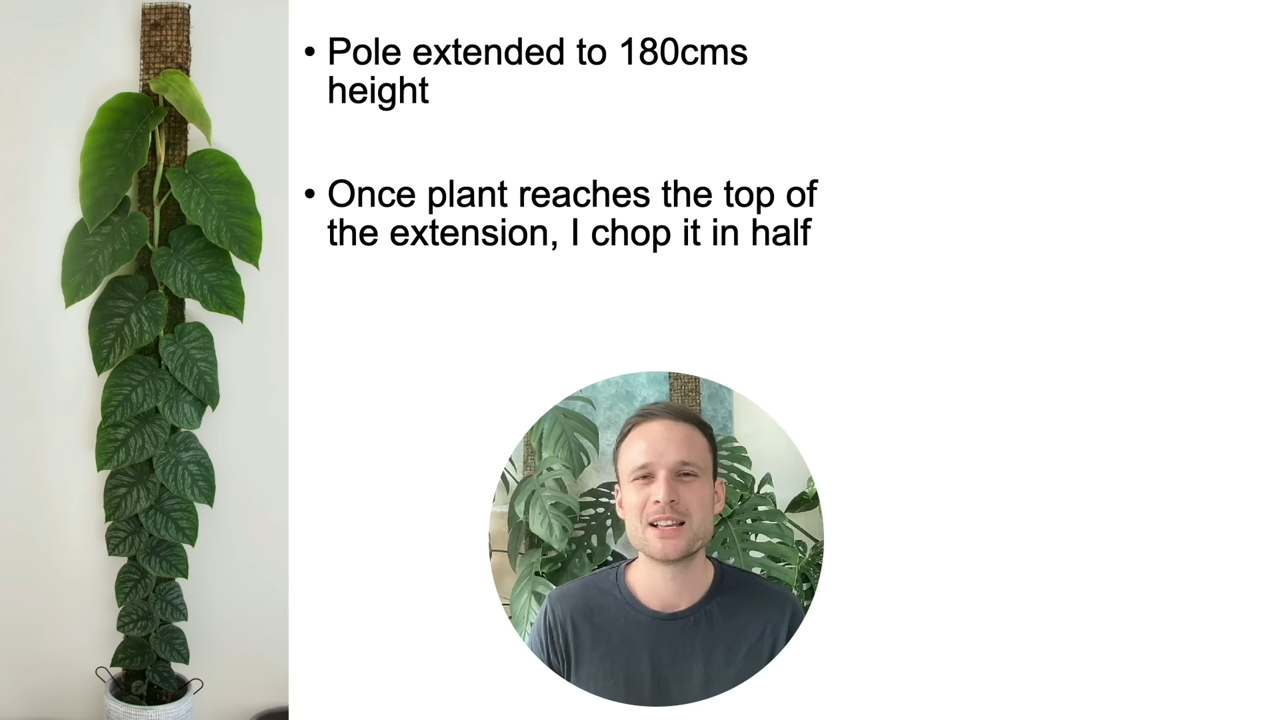 • Pole extended to 180cms
height
• Once plant reaches the top of
the extension, I chop it in half